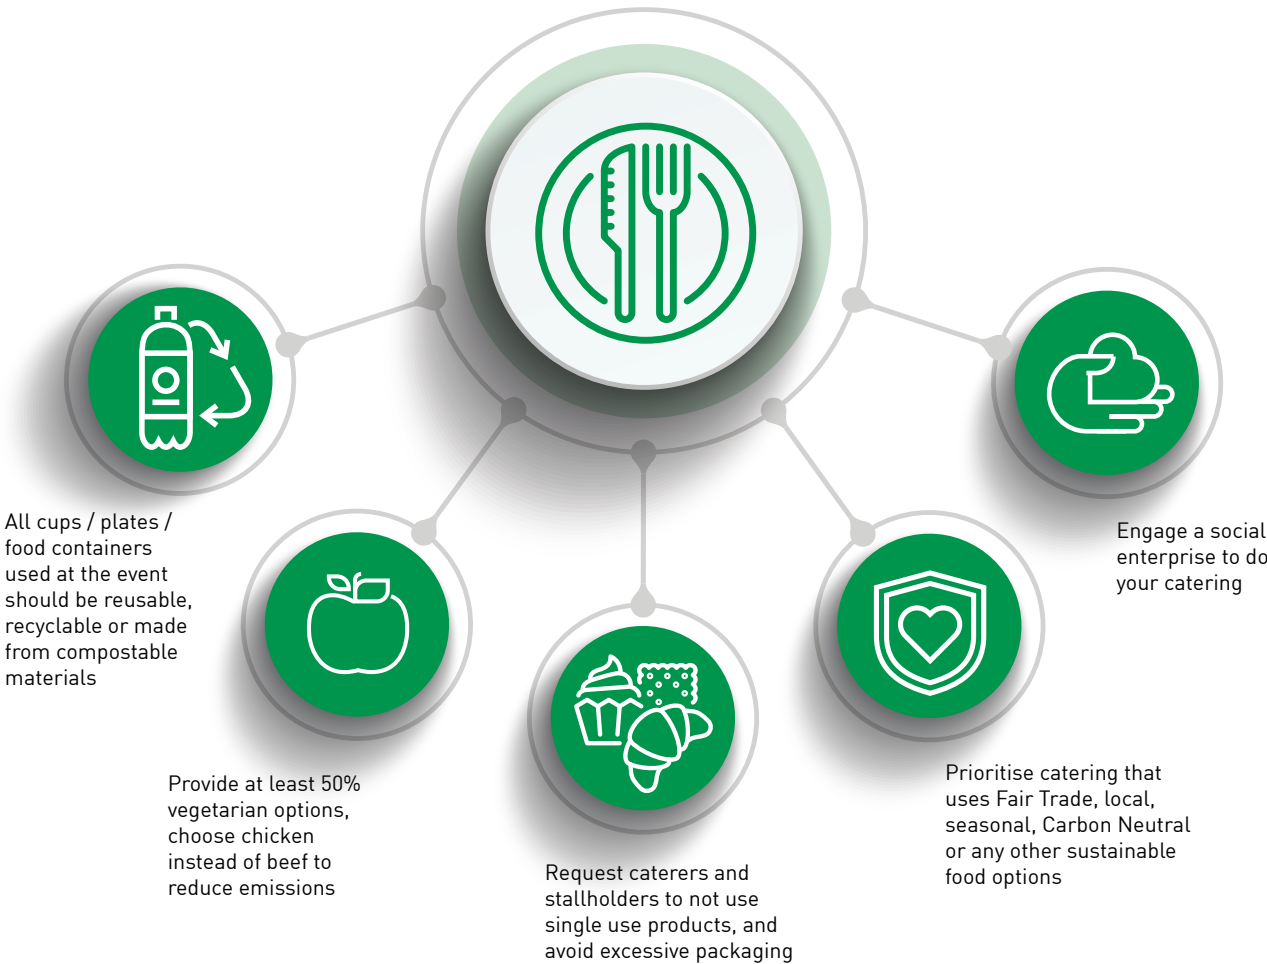 All cups / plates /
food containers
used at the event
should be reusable,
recyclable or made
from compostable
materials
Provide at least 50%
vegetarian options,
choose chicken
instead of beef to
reduce emissions
Request caterers and
stallholders to not use
single use products, and
avoid excessive packaging
Prioritise catering that
uses Fair Trade, local,
seasonal, Carbon Neutral
or any other sustainable
food options
Engage a social
enterprise to do
your catering